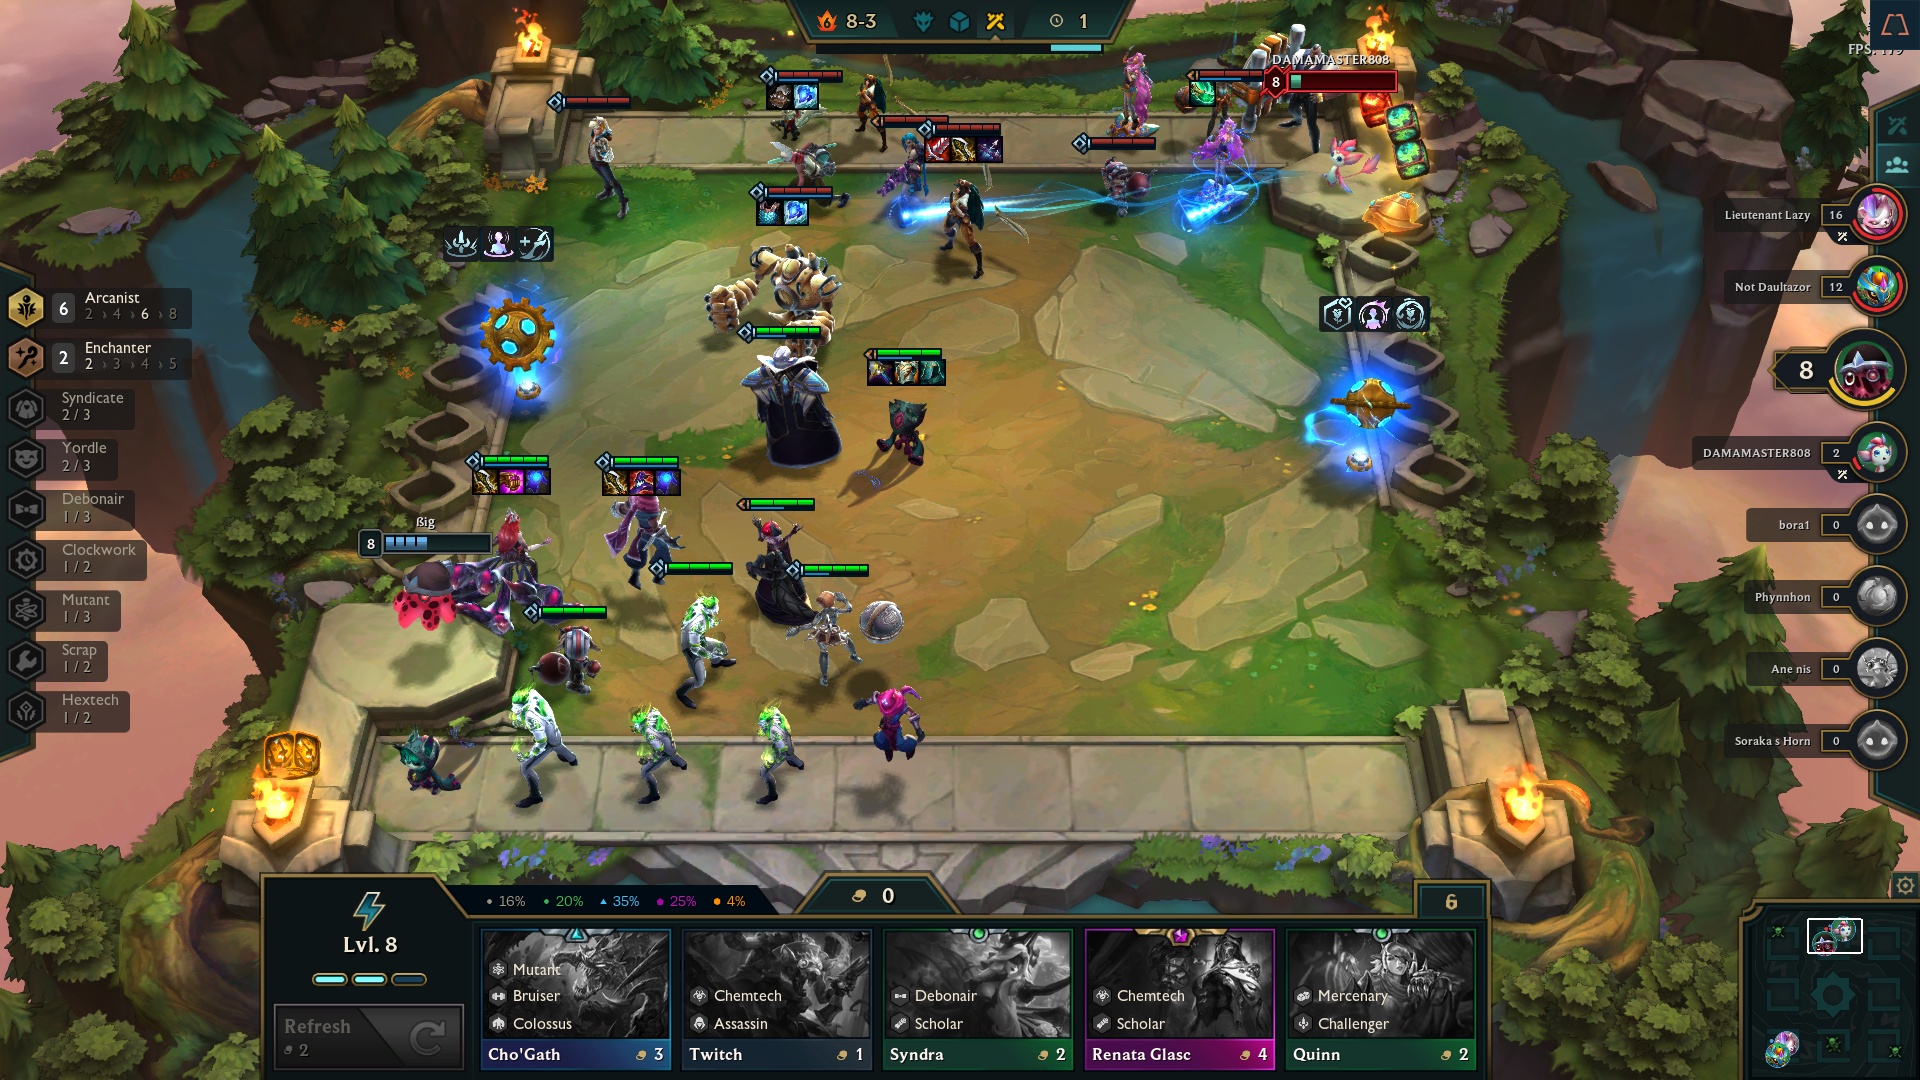 6 8-3 1
FPS: 179
DAMAMASTER808
8
Lieutenant Lazy 16
Not Daultazor 12
8
DAMAMASTER808 2
bora1 0
Phynnhon 0
Ane nis 0
Soraka s Horn 0
6 Arcanist
2 › 4 › 6 › 8
2 Enchanter
2 › 3 › 4 › 5
Syndicate
2 / 3
Yordle
2 / 3
Debonair
1 / 3
Clockwork
1 / 2
Mutant
1 / 3
Scrap
1 / 2
Hextech
1 / 2
ßig
8
16% 20% 35% 25% 4%
0
6
Lvl. 8
Refresh
2
Mutant
Bruiser
Colossus
Cho'Gath 3
Chemtech
Assassin
Twitch 1
Debonair
Scholar
Syndra 2
Chemtech
Scholar
Renata Glasc 4
Mercenary
Challenger
Quinn 2